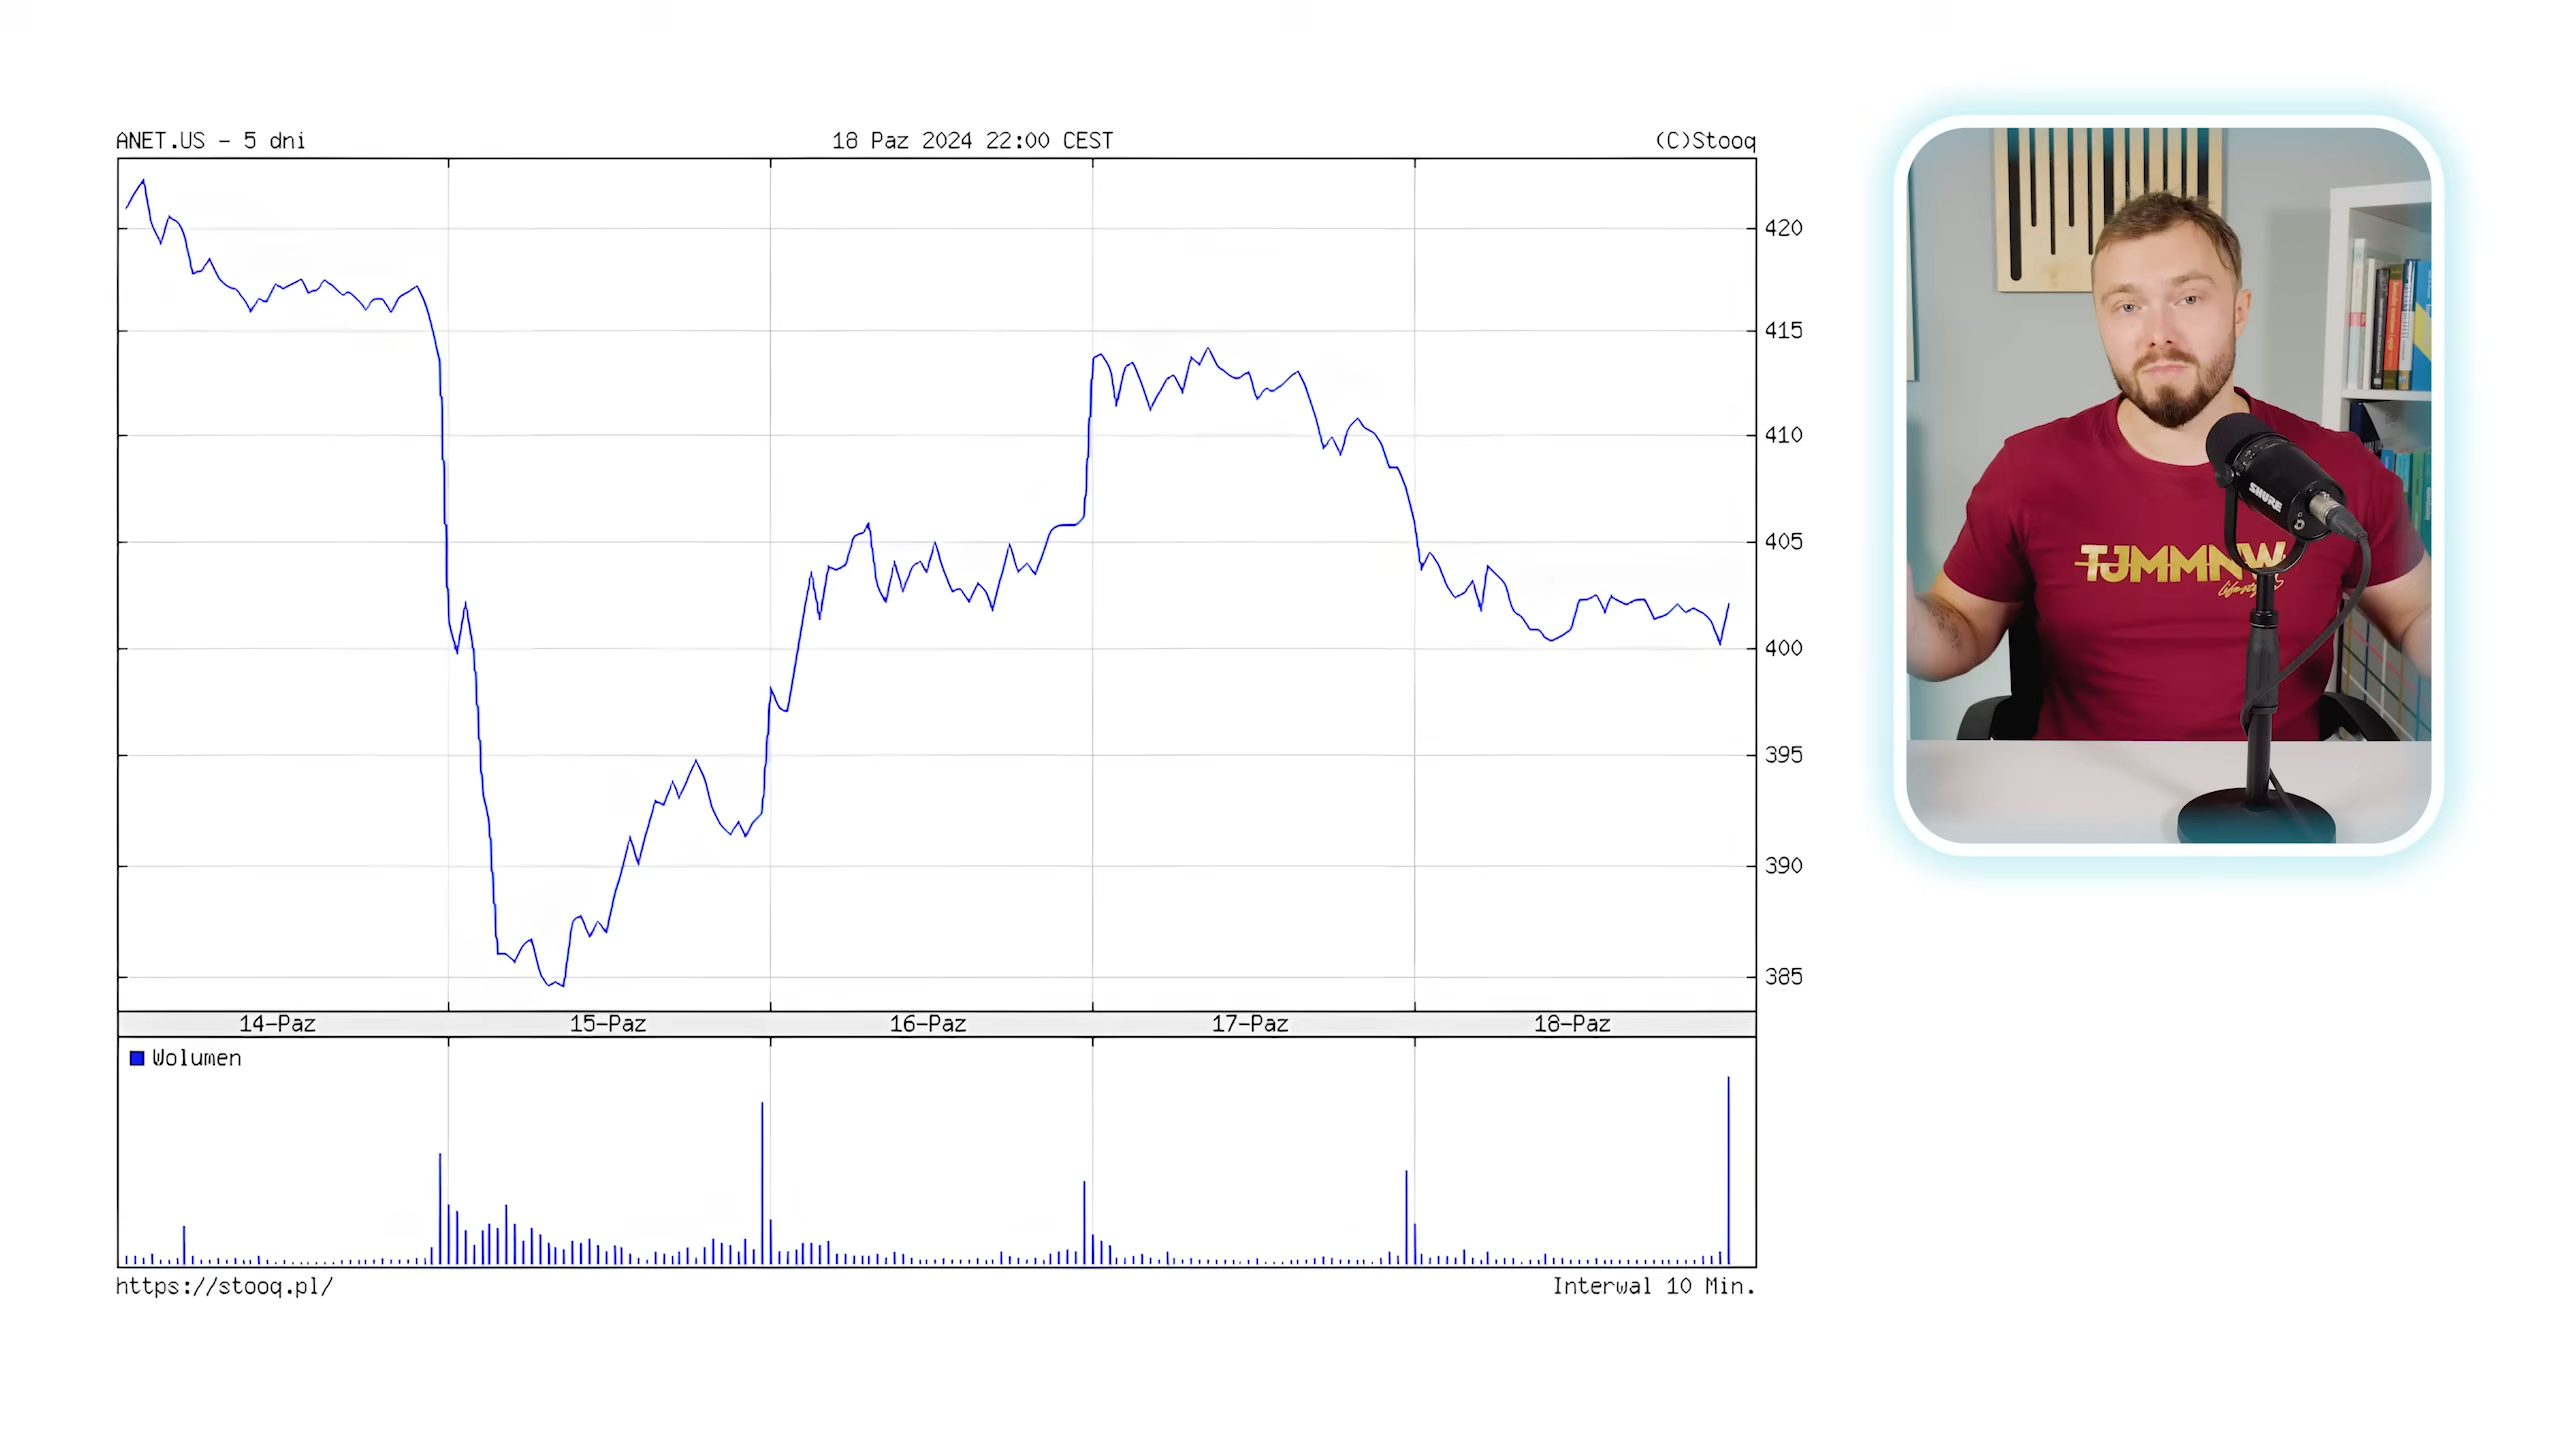 ANET.US - 5 dni
18 Paz 2024 22:00 CEST
(C)Stooq
420
415
410
405
400
395
390
385
14-Paz
15-Paz
16-Paz
17-Paz
18-Paz
Wolumen
https://stooq.pl/
Interwal 10 Min.
SHURE
TJMMNW